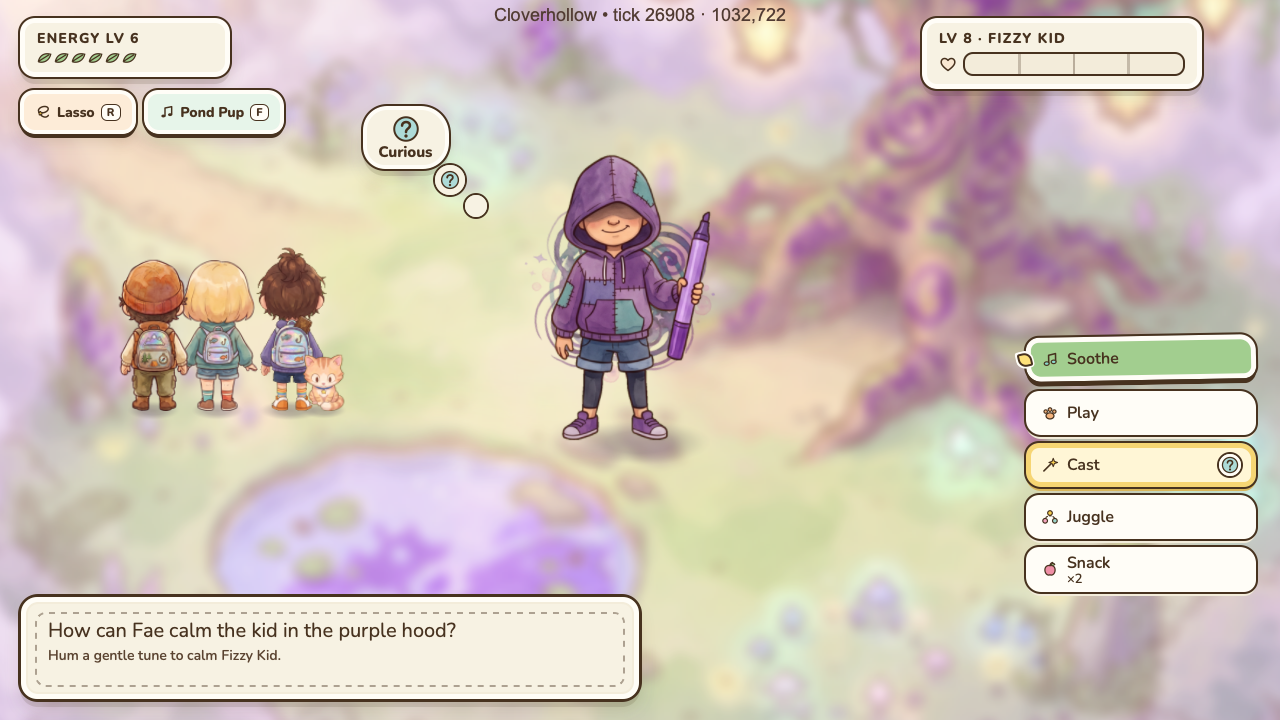 Cloverhollow • tick 26908 · 1032,722
ENERGY LV 6
LV 8 · FIZZY KID
Lasso R
Pond Pup F
?
Curious
?
Soothe
Play
Cast ?
Juggle
Snack
×2
How can Fae calm the kid in the purple hood?
Hum a gentle tune to calm Fizzy Kid.